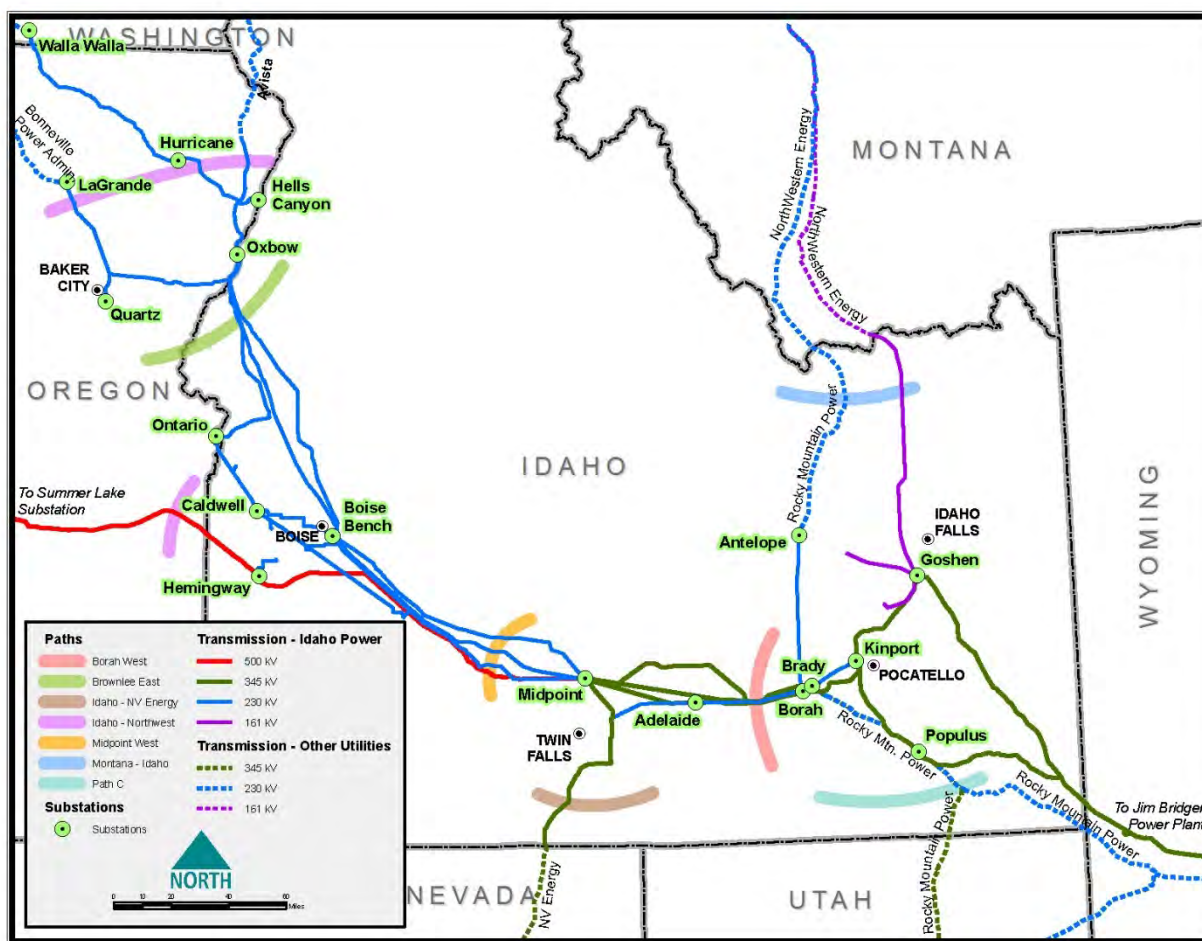 WASHINGTON
Walla Walla
Avista
Bonneville
Power Admin.
Hurricane
LaGrande
Hells
Canyon
Oxbow
BAKER
CITY
Quartz
MONTANA
NorthWestern Energy
NorthWestern Energy
OREGON
Ontario
IDAHO
Rocky Mountain Power
WYOMING
To Summer Lake
Substation
Caldwell
Boise
Bench
BOISE
Hemingway
Antelope
IDAHO
FALLS
Goshen
Kinport
POCATELLO
Brady
Borah
Midpoint
Adelaide
TWIN
FALLS
Rocky Mtn. Power
Populus
Rocky Mountain Power
To Jim Bridger
Power Plant
Rocky Mountain Power
NEVADA
NV Energy
UTAH
Paths
Borah West
Brownlee East
Idaho - NV Energy
Idaho - Northwest
Midpoint West
Montana - Idaho
Path C
Substations
Substations
Transmission - Idaho Power
500 kV
345 kV
230 kV
161 kV
Transmission - Other Utilities
345 kV
230 kV
161 kV
NORTH
0 10 20 40 60
Miles